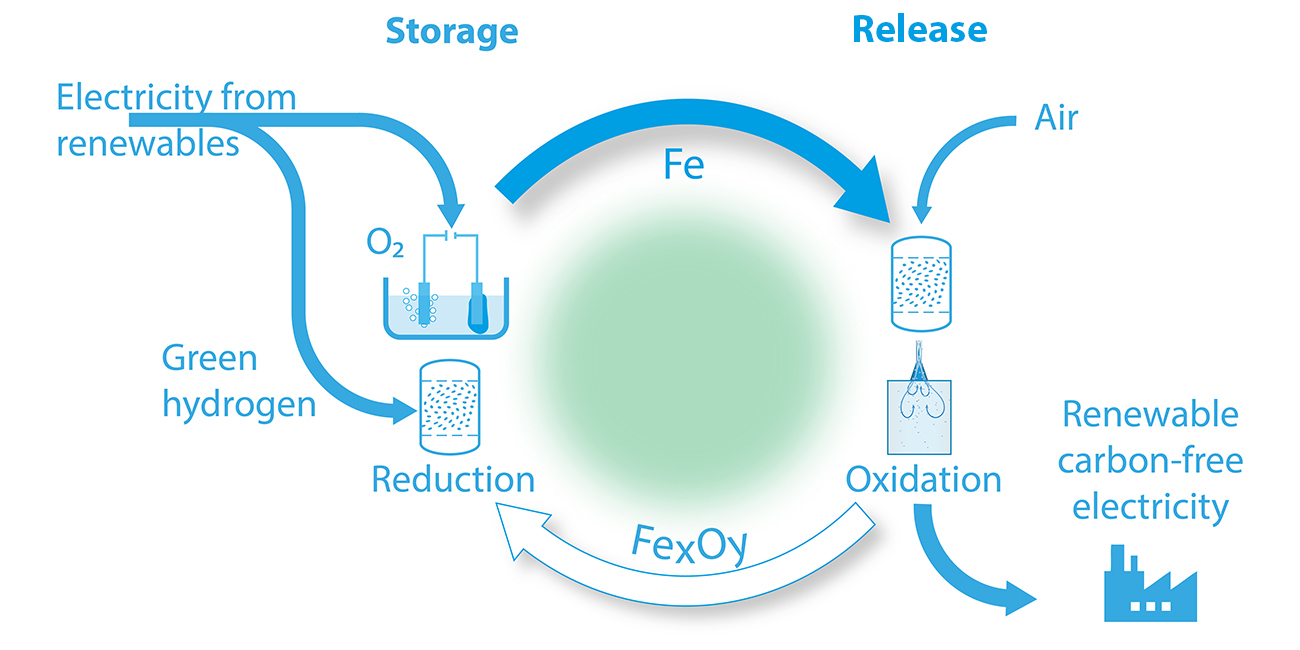 Storage
Release
Electricity from
renewables
Air
Fe
O₂
Green
hydrogen
Reduction
Oxidation
Renewable
carbon-free
electricity
FexOy